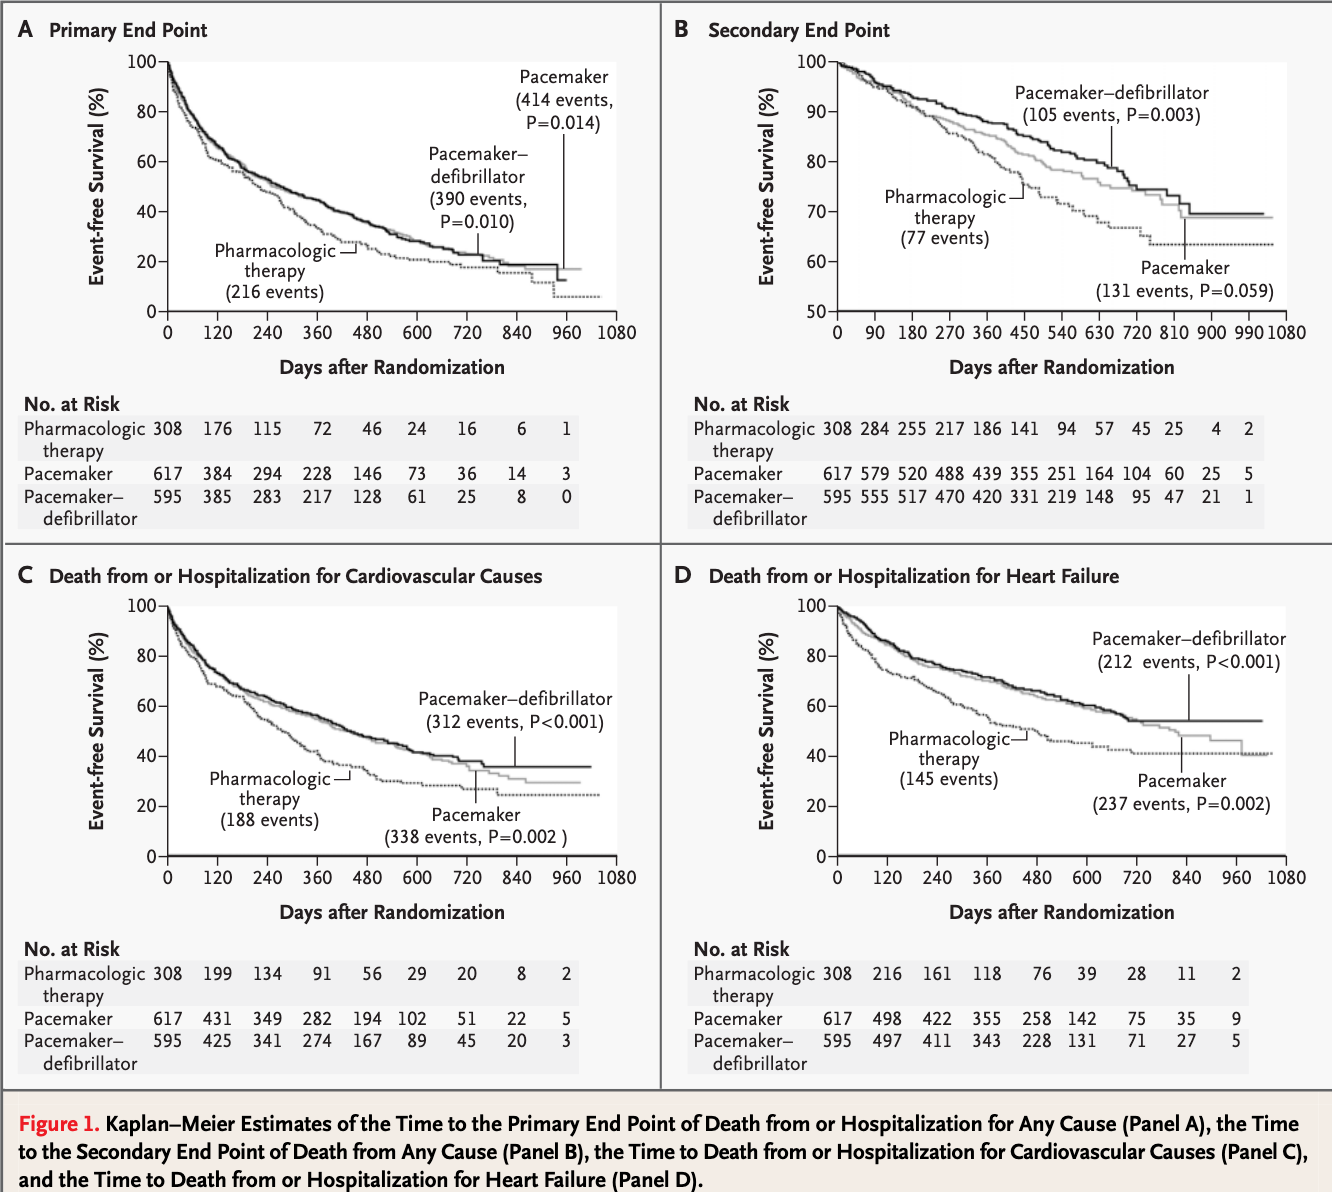 A Primary End Point
100
80
60
40
20
0
Event-free Survival (%)
Pacemaker
(414 events,
P=0.014)
Pacemaker–
defibrillator
(390 events,
P=0.010)
Pharmacologic
therapy
(216 events)
0 120 240 360 480 600 720 840 960 1080
Days after Randomization
No. at Risk
Pharmacologic 308 176 115 72 46 24 16 6 1
therapy
Pacemaker 617 384 294 228 146 73 36 14 3
Pacemaker– 595 385 283 217 128 61 25 8 0
defibrillator
B Secondary End Point
100
90
80
70
60
50
Event-free Survival (%)
Pacemaker–defibrillator
(105 events, P=0.003)
Pharmacologic
therapy
(77 events)
Pacemaker
(131 events, P=0.059)
0 90 180 270 360 450 540 630 720 810 900 990 1080
Days after Randomization
No. at Risk
Pharmacologic 308 284 255 217 186 141 94 57 45 25 4 2
therapy
Pacemaker 617 579 520 488 439 355 251 164 104 60 25 5
Pacemaker– 595 555 517 470 420 331 219 148 95 47 21 1
defibrillator
C Death from or Hospitalization for Cardiovascular Causes
100
80
60
40
20
0
Event-free Survival (%)
Pacemaker–defibrillator
(312 events, P<0.001)
Pharmacologic
therapy
(188 events)
Pacemaker
(338 events, P=0.002 )
0 120 240 360 480 600 720 840 960 1080
Days after Randomization
No. at Risk
Pharmacologic 308 199 134 91 56 29 20 8 2
therapy
Pacemaker 617 431 349 282 194 102 51 22 5
Pacemaker– 595 425 341 274 167 89 45 20 3
defibrillator
D Death from or Hospitalization for Heart Failure
100
80
60
40
20
0
Event-free Survival (%)
Pacemaker–defibrillator
(212 events, P<0.001)
Pharmacologic
therapy
(145 events)
Pacemaker
(237 events, P=0.002)
0 120 240 360 480 600 720 840 960 1080
Days after Randomization
No. at Risk
Pharmacologic 308 216 161 118 76 39 28 11 2
therapy
Pacemaker 617 498 422 355 258 142 75 35 9
Pacemaker– 595 497 411 343 228 131 71 27 5
defibrillator
Figure 1. Kaplan–Meier Estimates of the Time to the Primary End Point of Death from or Hospitalization for Any Cause (Panel A), the Time
to the Secondary End Point of Death from Any Cause (Panel B), the Time to Death from or Hospitalization for Cardiovascular Causes (Panel C),
and the Time to Death from or Hospitalization for Heart Failure (Panel D).